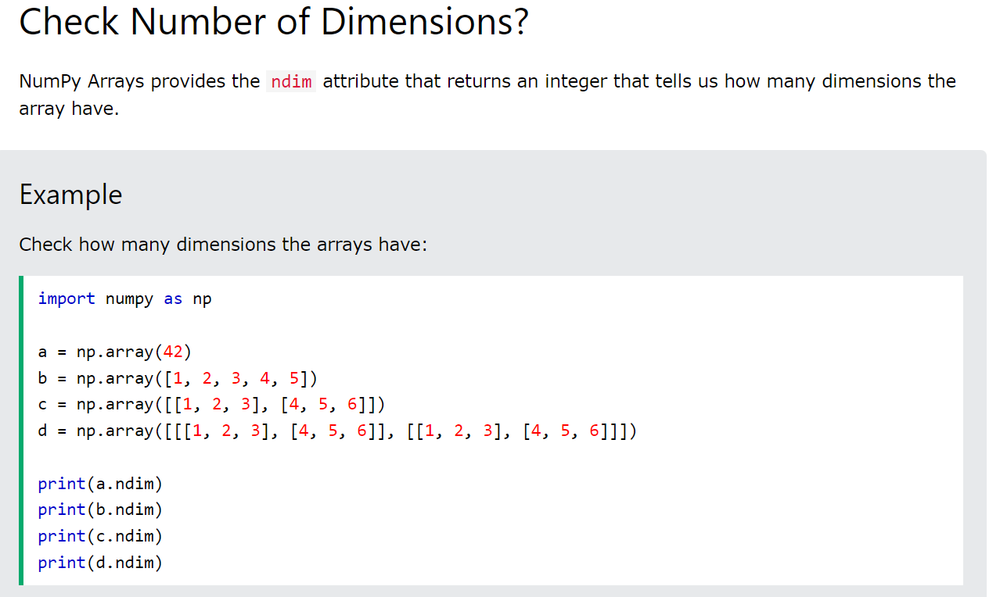 Check Number of Dimensions?
NumPy Arrays provides the ndim attribute that returns an integer that tells us how many dimensions the
array have.
Example
Check how many dimensions the arrays have:
import numpy as np
a = np.array(42)
b = np.array([1, 2, 3, 4, 5])
c = np.array([[1, 2, 3], [4, 5, 6]])
d = np.array([[[1, 2, 3], [4, 5, 6]], [[1, 2, 3], [4, 5, 6]]])
print(a.ndim)
print(b.ndim)
print(c.ndim)
print(d.ndim)